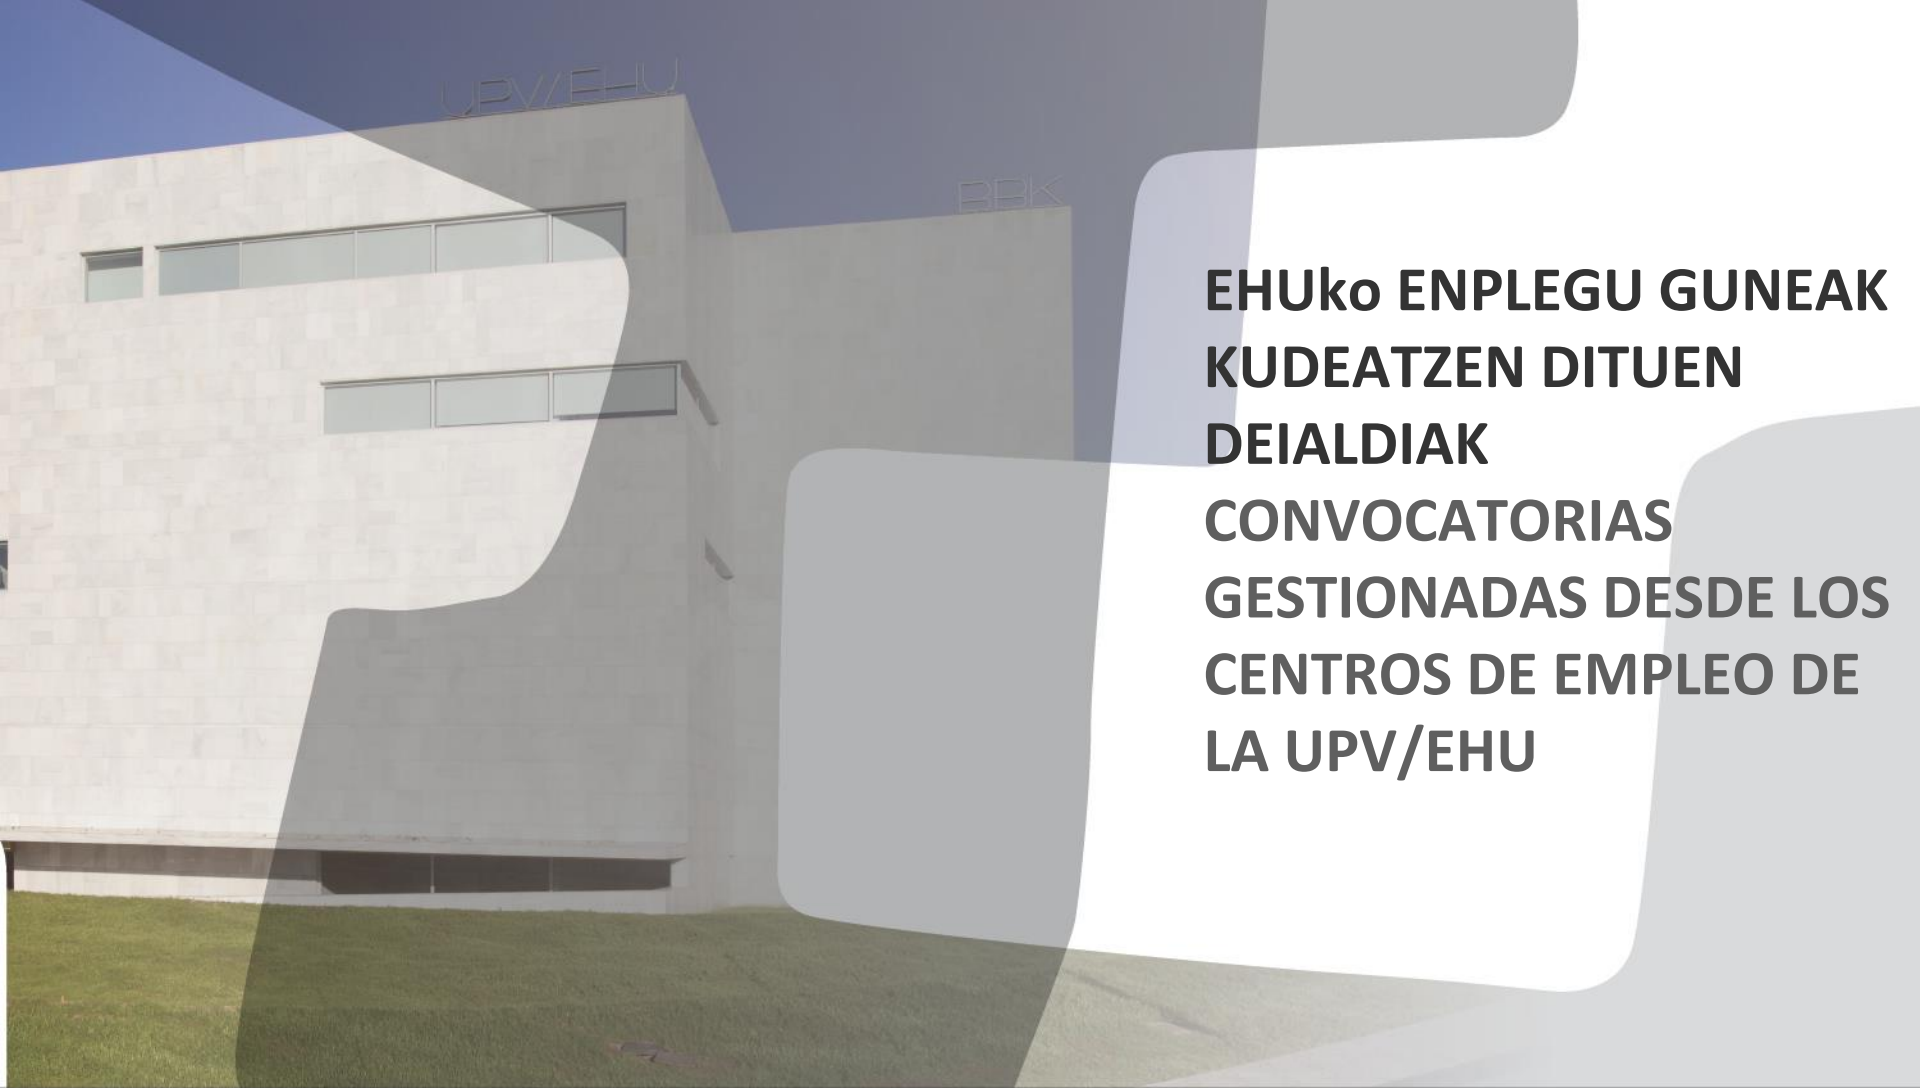 UPV/EHU
BBK
EHUko ENPLEGU GUNEAK
KUDEATZEN DITUEN
DEIALDIAK
CONVOCATORIAS
GESTIONADAS DESDE LOS
CENTROS DE EMPLEO DE
LA UPV/EHU